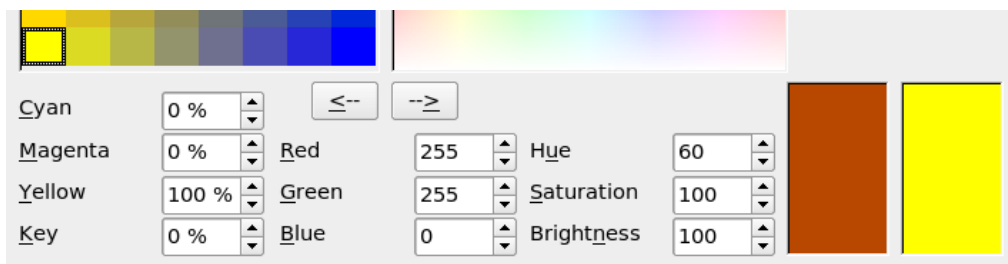 Cyan 0 % <-- -->
Magenta 0 % Red 255 Hue 60
Yellow 100 % Green 255 Saturation 100
Key 0 % Blue 0 Brightness 100